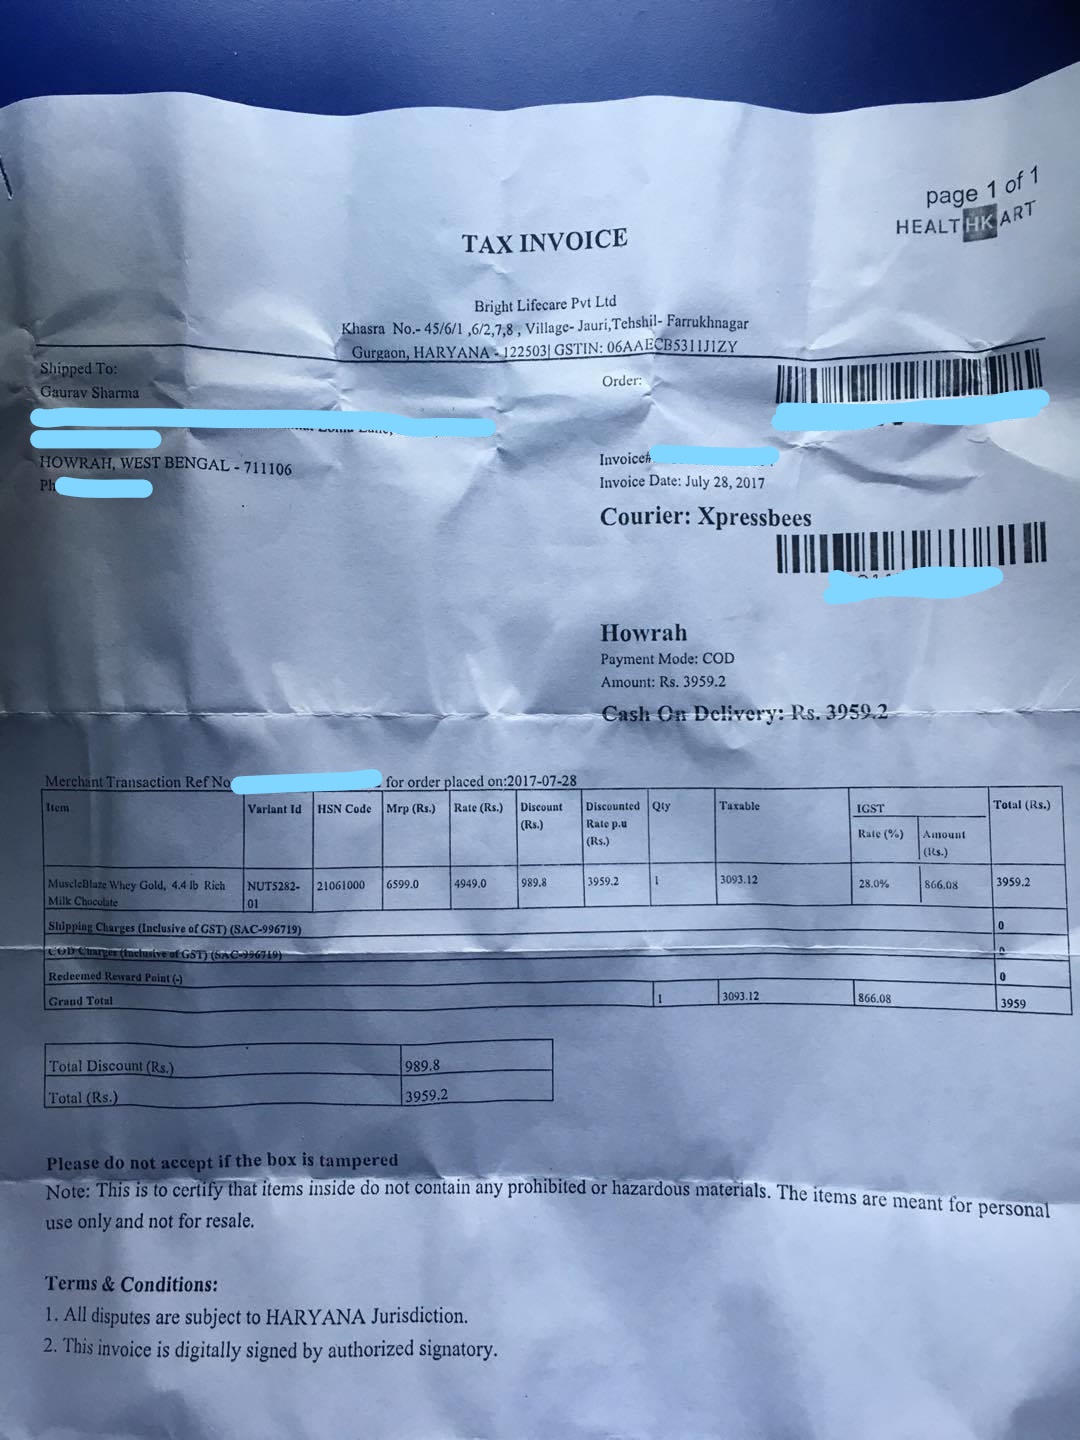 page 1 of 1
HEALTHKART
TAX INVOICE
Bright Lifecare Pvt Ltd
Khasra No.- 45/6/1 ,6/2,7,8 , Village- Jauri,Tehshil- Farrukhnagar
Gurgaon, HARYANA - 122503| GSTIN: 06AAECB5311J1ZY
Shipped To:
Gaurav Sharma
Lane,
HOWRAH, WEST BENGAL - 711106
Ph
Order:
Invoice#
Invoice Date: July 28, 2017
Courier: Xpressbees
Howrah
Payment Mode: COD
Amount: Rs. 3959.2
Cash On Delivery: Rs. 3959.2
Merchant Transaction Ref No for order placed on:2017-07-28
Item Variant Id HSN Code Mrp (Rs.) Rate (Rs.) Discount (Rs.) Discounted Rate p.u (Rs.) Qty Taxable IGST Total (Rs.)
Rate (%) Amount (Rs.)
MuscleBlaze Whey Gold, 4.4 lb Rich NUT5282- 21061000 6599.0 4949.0 989.8 3959.2 1 3093.12 28.0% 866.08 3959.2
Milk Chocolate 01
Shipping Charges (Inclusive of GST) (SAC-996719) 0
COD Charges (Inclusive of GST) (SAC-996719) 0
Redeemed Reward Point (-) 0
Grand Total 1 3093.12 866.08 3959
Total Discount (Rs.) 989.8
Total (Rs.) 3959.2
Please do not accept if the box is tampered
Note: This is to certify that items inside do not contain any prohibited or hazardous materials. The items are meant for personal
use only and not for resale.
Terms & Conditions:
1. All disputes are subject to HARYANA Jurisdiction.
2. This invoice is digitally signed by authorized signatory.